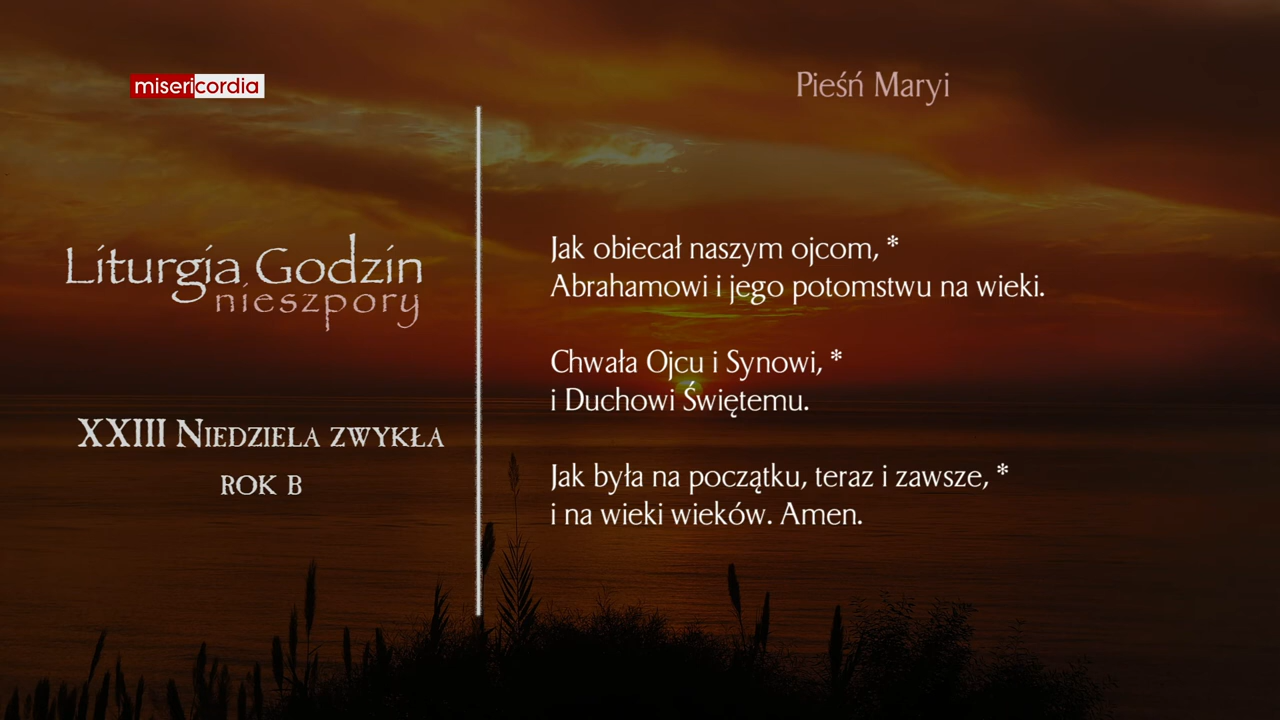 misericordia
Pieśń Maryi
Liturgia Godzin
nieszpory
XXIII Niedziela zwykła
rok B
Jak obiecał naszym ojcom, *
Abrahamowi i jego potomstwu na wieki.
Chwała Ojcu i Synowi, *
i Duchowi Świętemu.
Jak była na początku, teraz i zawsze, *
i na wieki wieków. Amen.